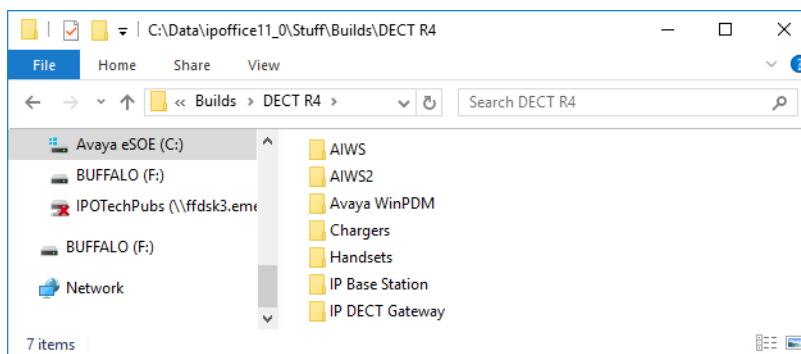 C:\Data\ipoffice11_0\Stuff\Builds\DECT R4
File Home Share View
« Builds > DECT R4 >
Search DECT R4
Avaya eSOE (C:)
BUFFALO (F:)
IPOTechPubs (\\ffdsk3.eme
BUFFALO (F:)
Network
AIWS
AIWS2
Avaya WinPDM
Chargers
Handsets
IP Base Station
IP DECT Gateway
7 items